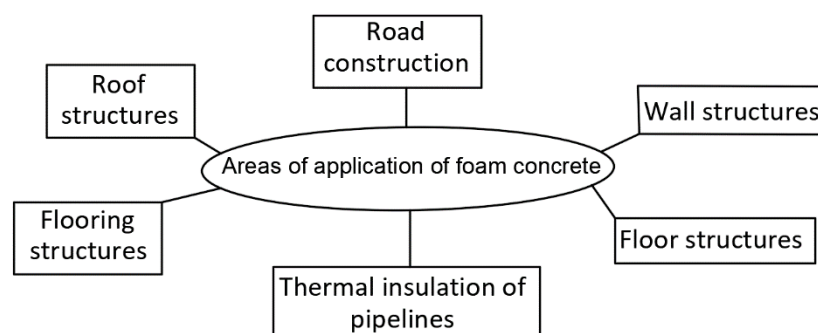 Road
construction
Roof
structures
Wall structures
Areas of application of foam concrete
Flooring
structures
Floor structures
Thermal insulation of
pipelines